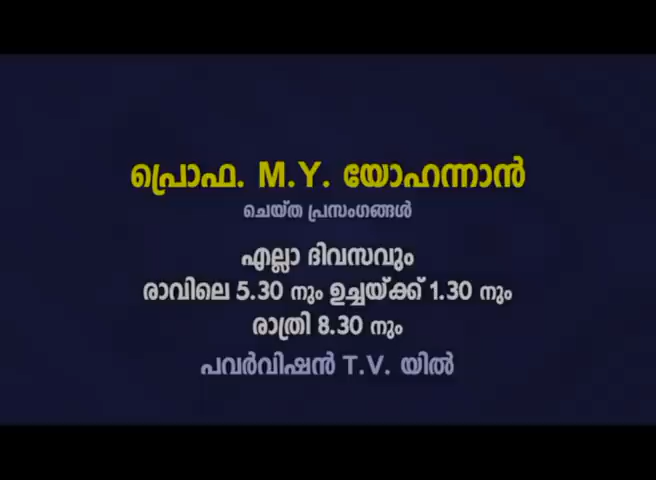 പ്രൊഫ. M.Y. യോഹന്നാൻ
ചെയ്ത പ്രസംഗങ്ങൾ
എല്ലാ ദിവസവും
രാവിലെ 5.30 നും ഉച്ചയ്ക്ക് 1.30 നും
രാത്രി 8.30 നും
പവർവിഷൻ T.V. യിൽ